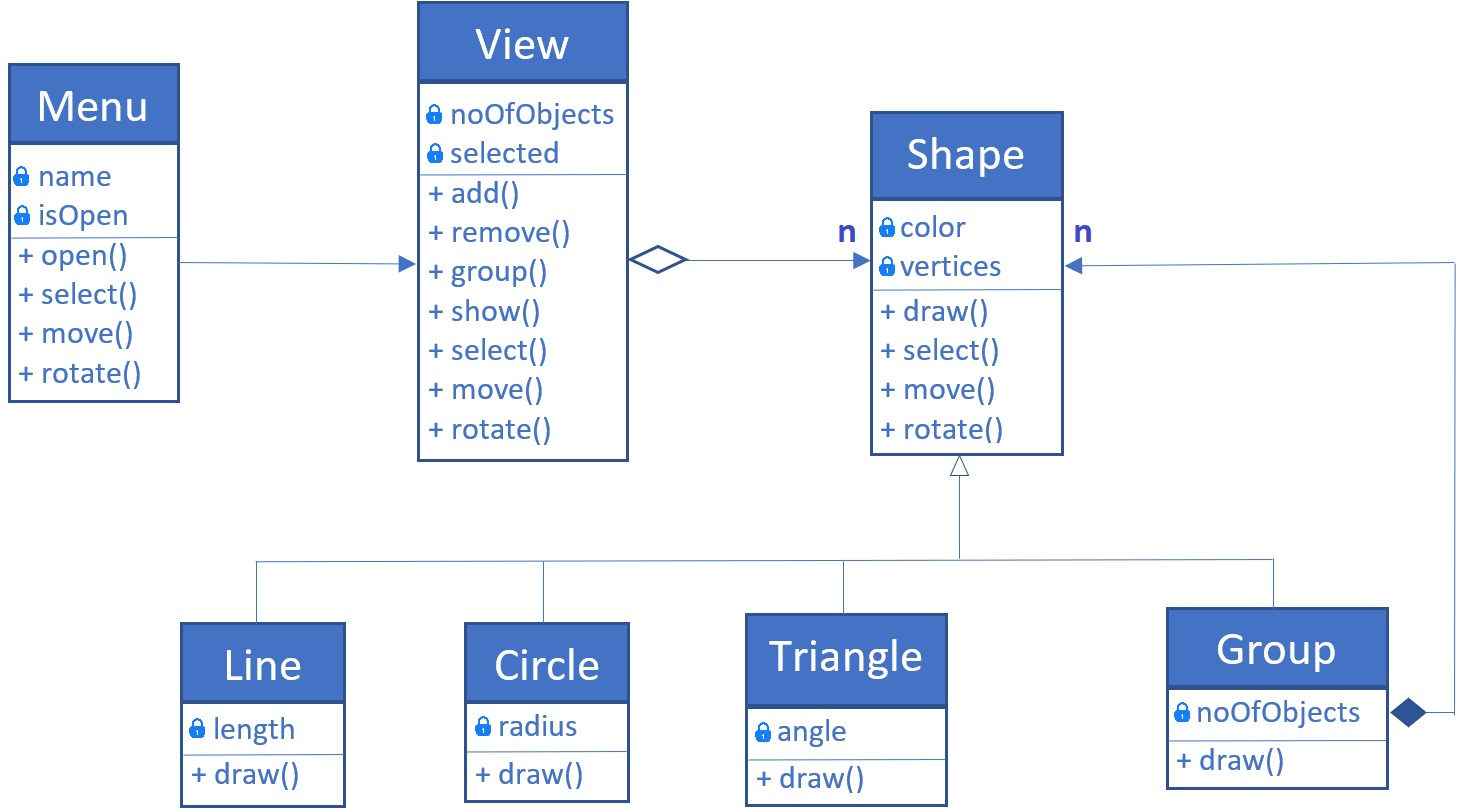 Menu
name
isOpen
+ open()
+ select()
+ move()
+ rotate()
View
noOfObjects
selected
+ add()
+ remove()
+ group()
+ show()
+ select()
+ move()
+ rotate()
n
Shape
color
vertices
+ draw()
+ select()
+ move()
+ rotate()
n
Line
length
+ draw()
Circle
radius
+ draw()
Triangle
angle
+ draw()
Group
noOfObjects
+ draw()